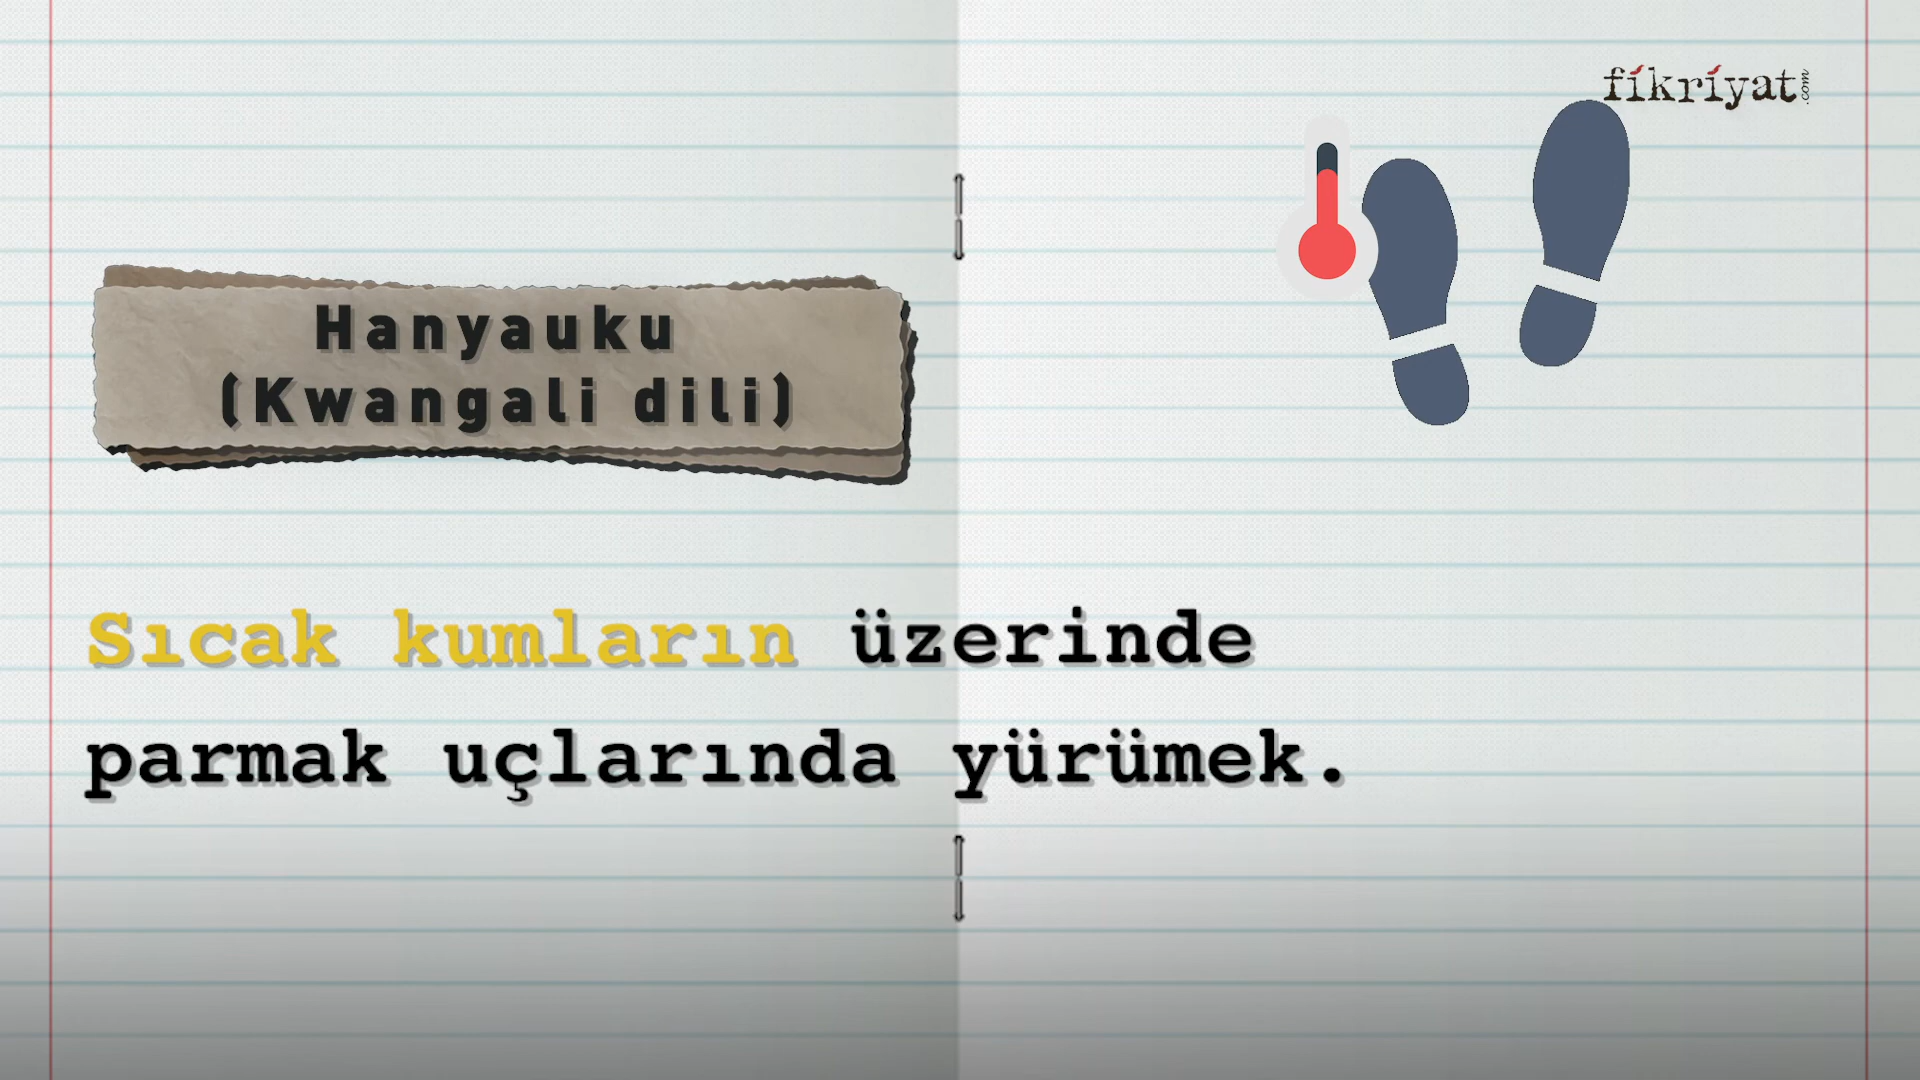 fikriyat.com
Hanyauku
(Kwangali dili)
Sıcak kumların üzerinde
parmak uçlarında yürümek.